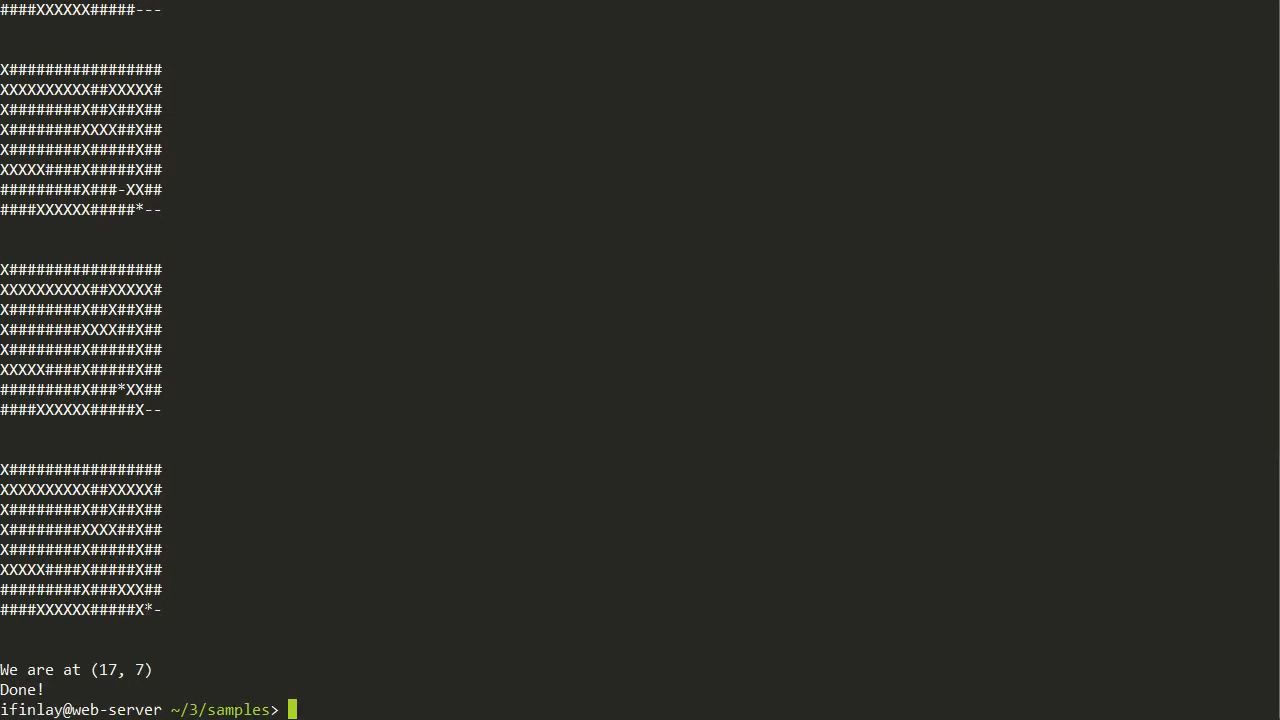 ####XXXXXX#####---
X#################
XXXXXXXXXX##XXXXX#
X########X##X##X##
X########XXXX##X##
X########X#####X##
XXXXX####X#####X##
#########X###-XX##
####XXXXXX#####*--
X#################
XXXXXXXXXX##XXXXX#
X########X##X##X##
X########XXXX##X##
X########X#####X##
XXXXX####X#####X##
#########X###*XX##
####XXXXXX#####X--
X#################
XXXXXXXXXX##XXXXX#
X########X##X##X##
X########XXXX##X##
X########X#####X##
XXXXX####X#####X##
#########X###XXX##
####XXXXXX#####X*-
We are at (17, 7)
Done!
ifinlay@web-server ~/3/samples>